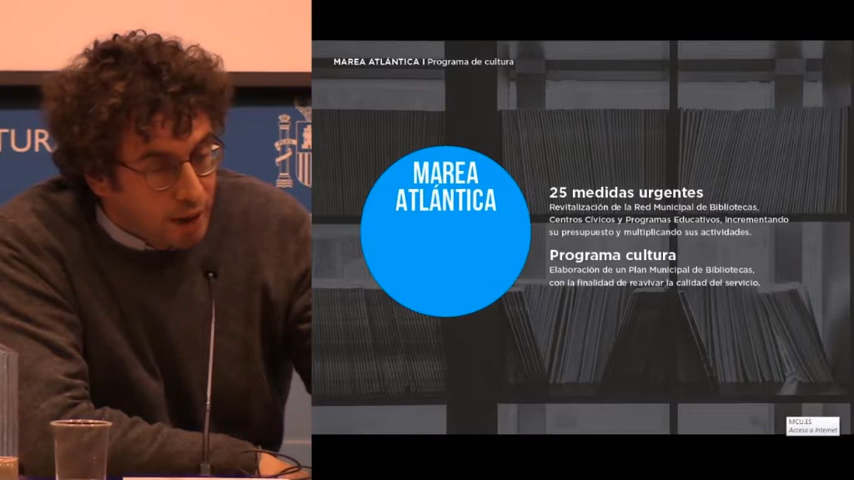 TUR
MAREA ATLÁNTICA I Programa de cultura
MAREA
ATLÁNTICA
25 medidas urgentes
Revitalización de la Red Municipal de Bibliotecas,
Centros Cívicos y Programas Educativos, incrementando
su presupuesto y multiplicando sus actividades.
Programa cultura
Elaboración de un Plan Municipal de Bibliotecas,
con la finalidad de reavivar la calidad del servicio.
MCU.ES
Acceso a Internet